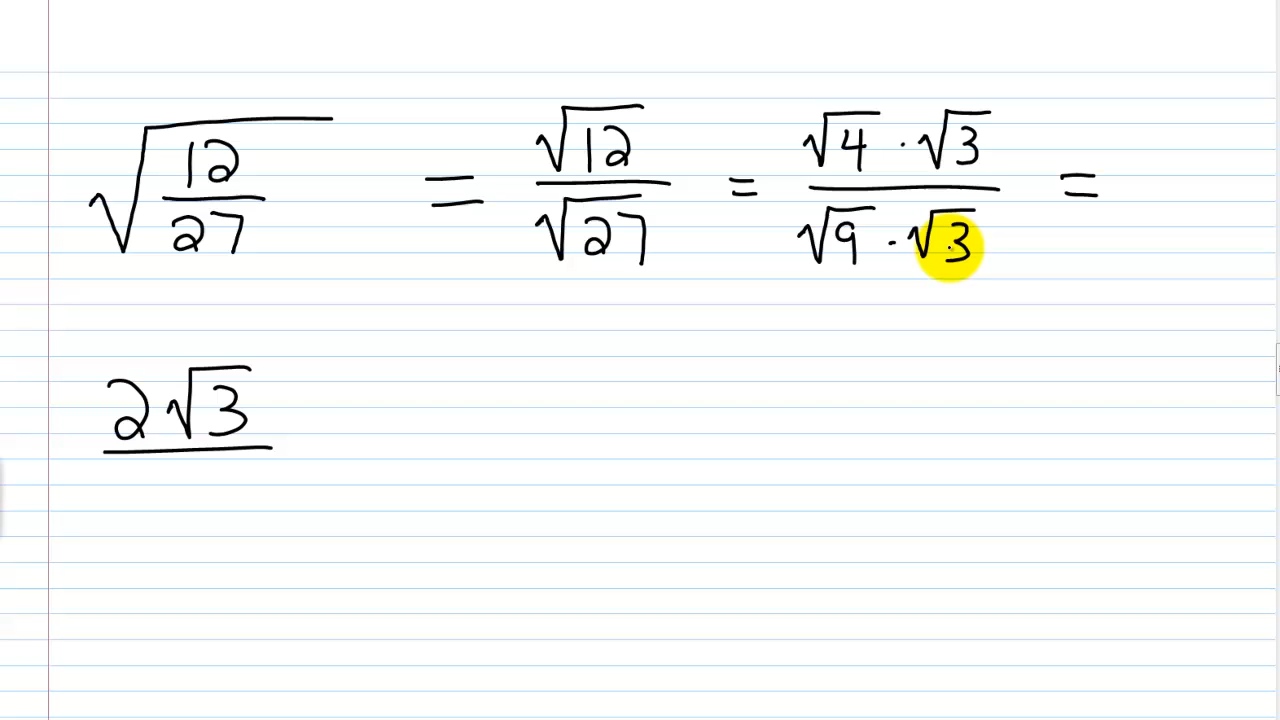 √(12/27) = √12/√27 = (√4 · √3)/(√9 · √3) =
2√3